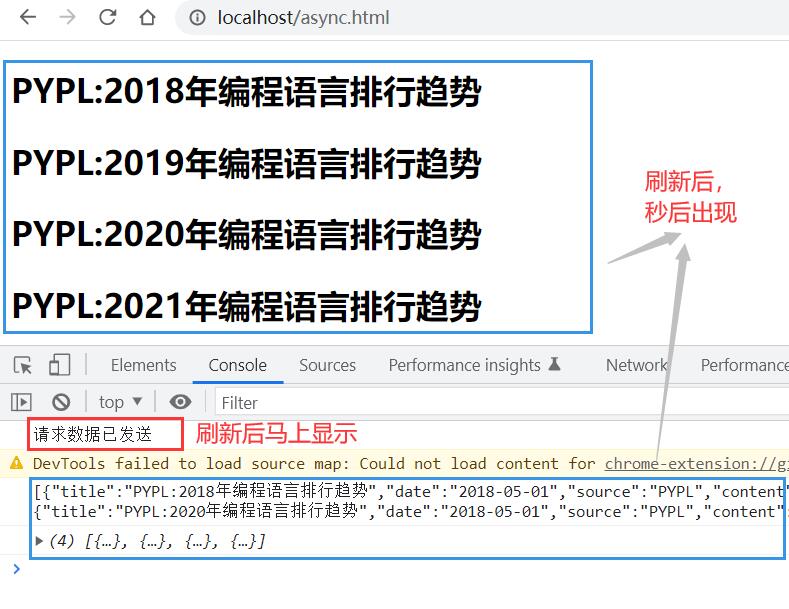 localhost/async.html
PYPL:2018年编程语言排行趋势
PYPL:2019年编程语言排行趋势
刷新后，
秒后出现
PYPL:2020年编程语言排行趋势
PYPL:2021年编程语言排行趋势
Elements Console Sources Performance insights Network Performance
top Filter
请求数据已发送 刷新后马上显示
DevTools failed to load source map: Could not load content for chrome-extension://g
[{"title":"PYPL:2018年编程语言排行趋势","date":"2018-05-01","source":"PYPL","content"
{"title":"PYPL:2020年编程语言排行趋势","date":"2018-05-01","source":"PYPL","content":
(4) [{…}, {…}, {…}, {…}]